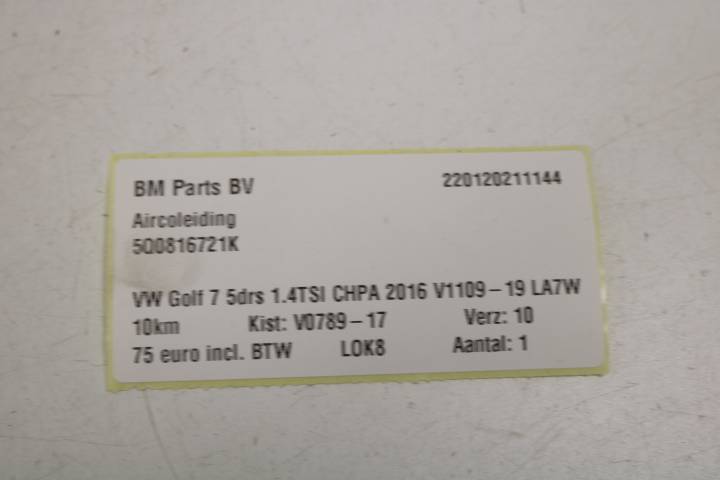 BM Parts BV 220120211144
Aircoleiding
5Q0816721K
VW Golf 7 5drs 1.4TSI CHPA 2016 V1109-19 LA7W
10km Kist: V0789-17 Verz: 10
75 euro incl. BTW LOK8 Aantal: 1